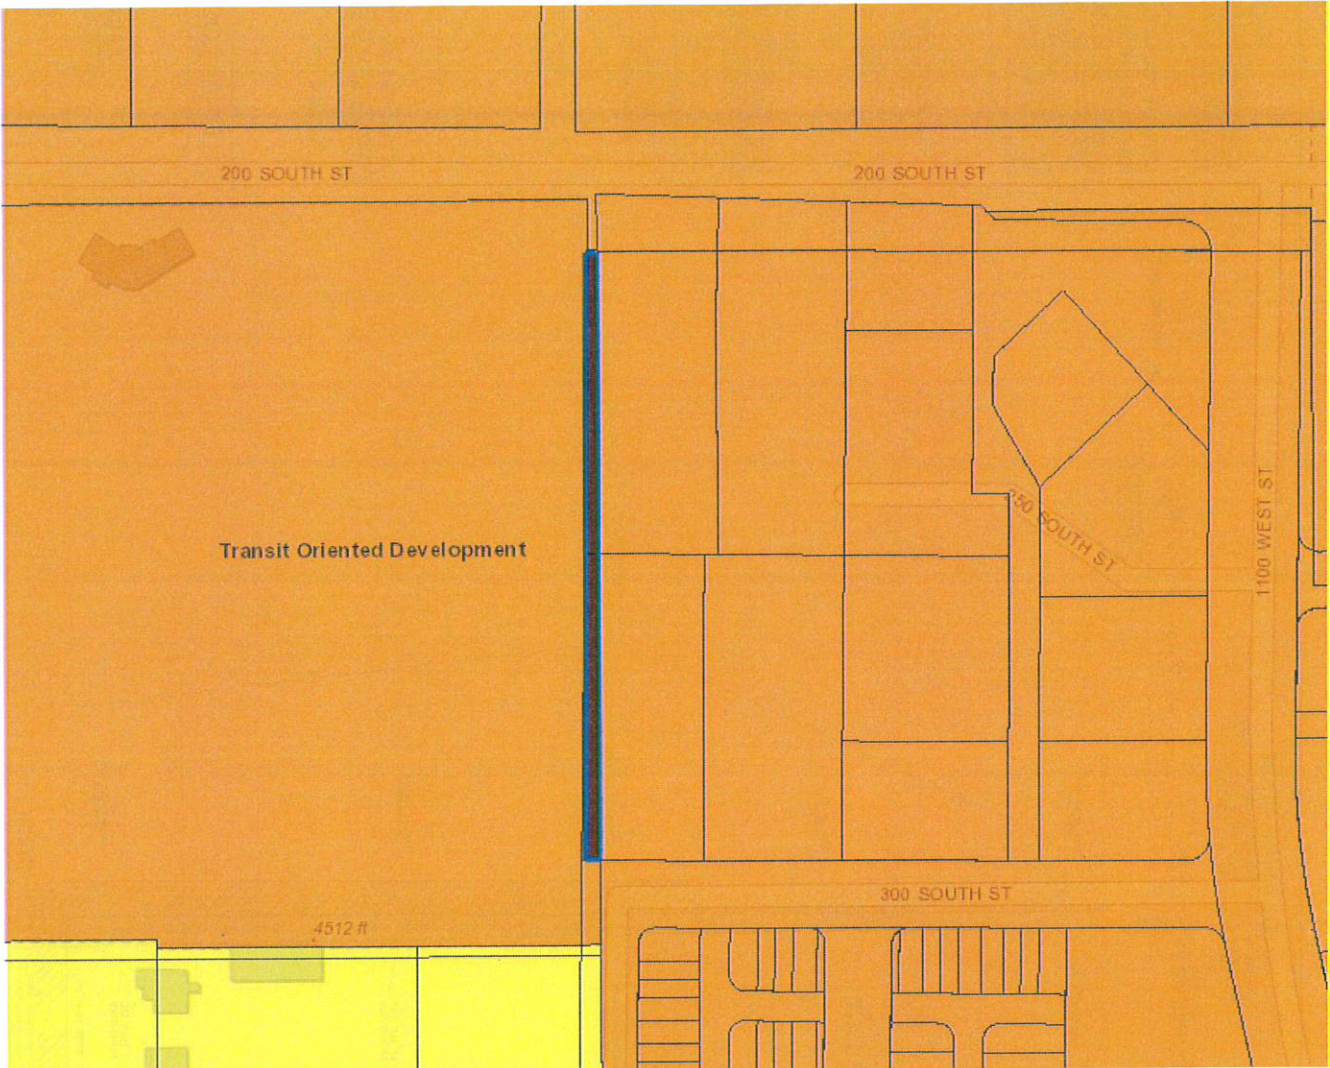 200 SOUTH ST
200 SOUTH ST
250 SOUTH ST
1100 WEST ST
Transit Oriented Development
300 SOUTH ST
4512 ft